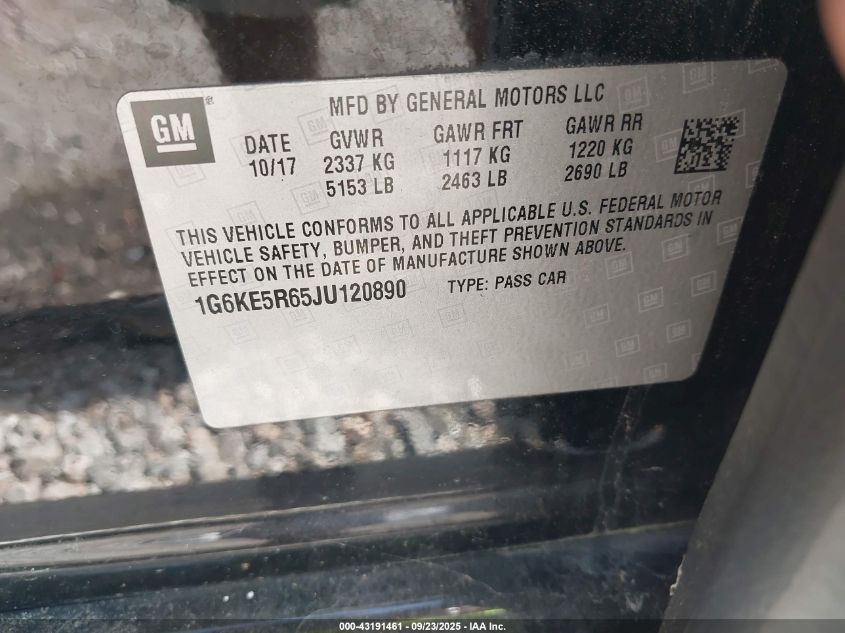 GM
®
MFD BY GENERAL MOTORS LLC
DATE GVWR GAWR FRT GAWR RR
10/17 2337 KG 1117 KG 1220 KG
5153 LB 2463 LB 2690 LB
THIS VEHICLE CONFORMS TO ALL APPLICABLE U.S. FEDERAL MOTOR
VEHICLE SAFETY, BUMPER, AND THEFT PREVENTION STANDARDS IN
EFFECT ON THE DATE OF MANUFACTURE SHOWN ABOVE.
1G6KE5R65JU120890 TYPE: PASS CAR
000-43191461 - 09/23/2025 - IAA Inc.